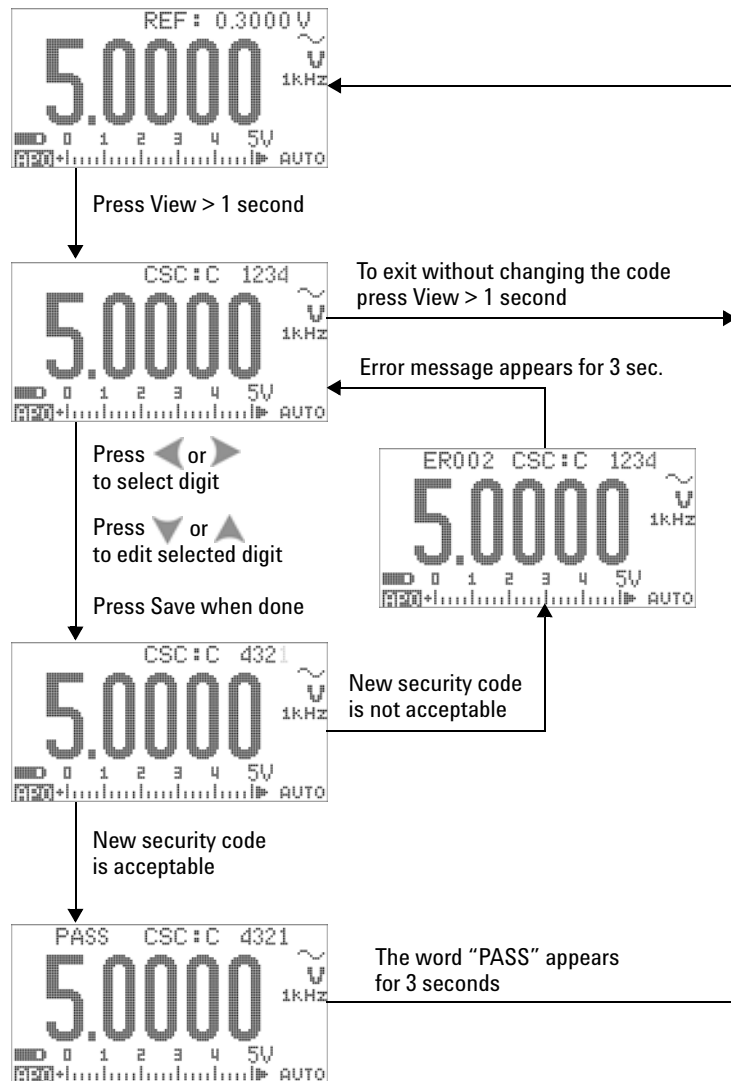 REF: 0.3000 V
5.0000 V
1kHz
0 1 2 3 4 5V
APO AUTO
Press View > 1 second
CSC:C 1234
5.0000 V
1kHz
0 1 2 3 4 5V
APO AUTO
To exit without changing the code
press View > 1 second
Error message appears for 3 sec.
Press ◀ or ▶
to select digit
Press ▼ or ▲
to edit selected digit
Press Save when done
ER002 CSC:C 1234
5.0000 V
1kHz
0 1 2 3 4 5V
APO AUTO
CSC:C 4321
5.0000 V
1kHz
0 1 2 3 4 5V
APO AUTO
New security code
is not acceptable
New security code
is acceptable
PASS CSC:C 4321
5.0000 V
1kHz
0 1 2 3 4 5V
APO AUTO
The word “PASS” appears
for 3 seconds